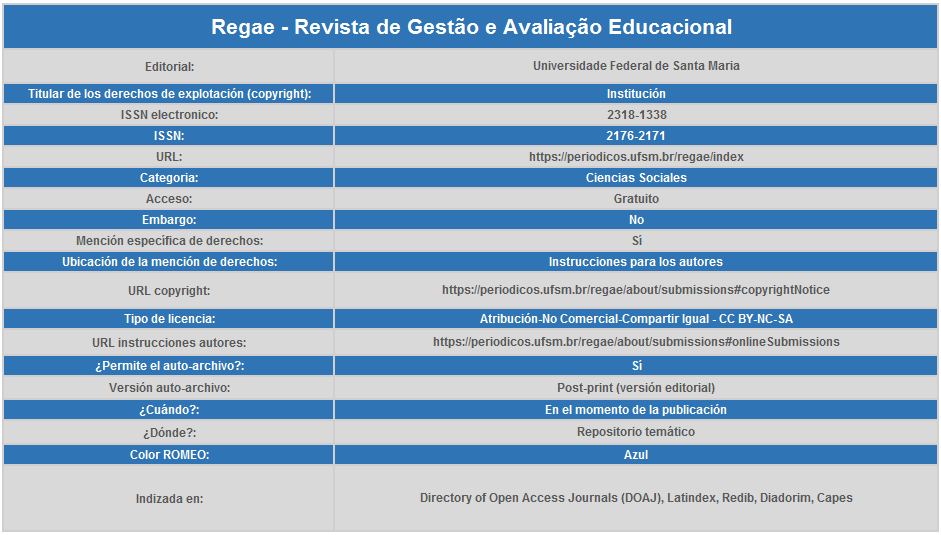 Regae - Revista de Gestão e Avaliação Educacional
Editorial: Universidade Federal de Santa Maria
Titular de los derechos de explotación (copyright): Institución
ISSN electronico: 2318-1338
ISSN: 2176-2171
URL: https://periodicos.ufsm.br/regae/index
Categoria: Ciencias Sociales
Acceso: Gratuito
Embargo: No
Mención específica de derechos: Sí
Ubicación de la mención de derechos: Instrucciones para los autores
URL copyright: https://periodicos.ufsm.br/regae/about/submissions#copyrightNotice
Tipo de licencia: Atribución-No Comercial-Compartir Igual - CC BY-NC-SA
URL instrucciones autores: https://periodicos.ufsm.br/regae/about/submissions#onlineSubmissions
¿Permite el auto-archivo?: Sí
Versión auto-archivo: Post-print (versión editorial)
¿Cuándo?: En el momento de la publicación
¿Dónde?: Repositorio temático
Color ROMEO: Azul
Indizada en: Directory of Open Access Journals (DOAJ), Latindex, Redib, Diadorim, Capes